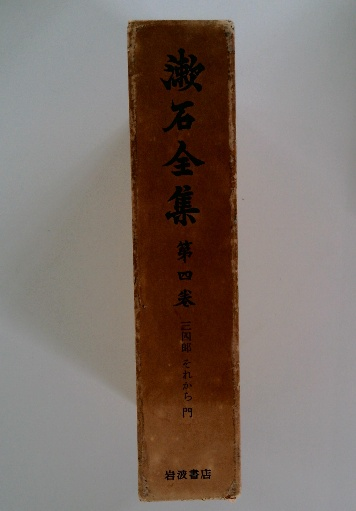 漱石全集
第四巻
三四郎 それから 門
岩波書店